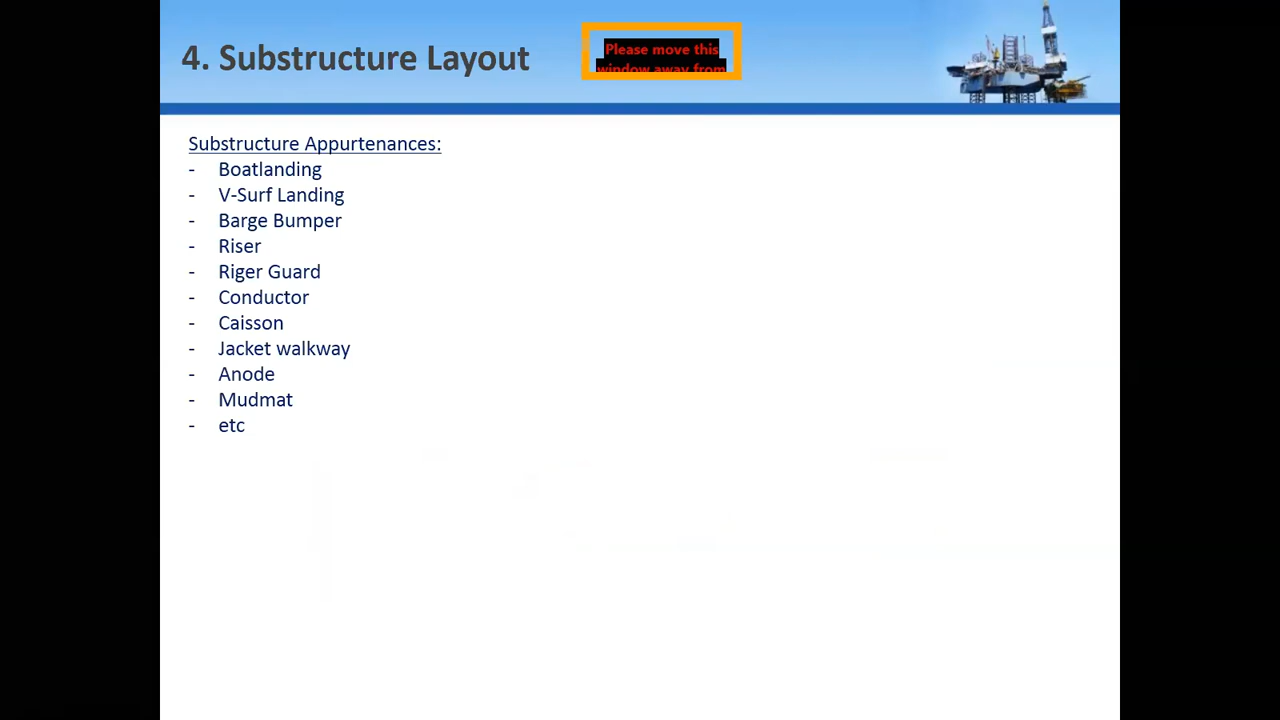 4. Substructure Layout
Please move this
window away from
Substructure Appurtenances:
- Boatlanding
- V-Surf Landing
- Barge Bumper
- Riser
- Riger Guard
- Conductor
- Caisson
- Jacket walkway
- Anode
- Mudmat
- etc